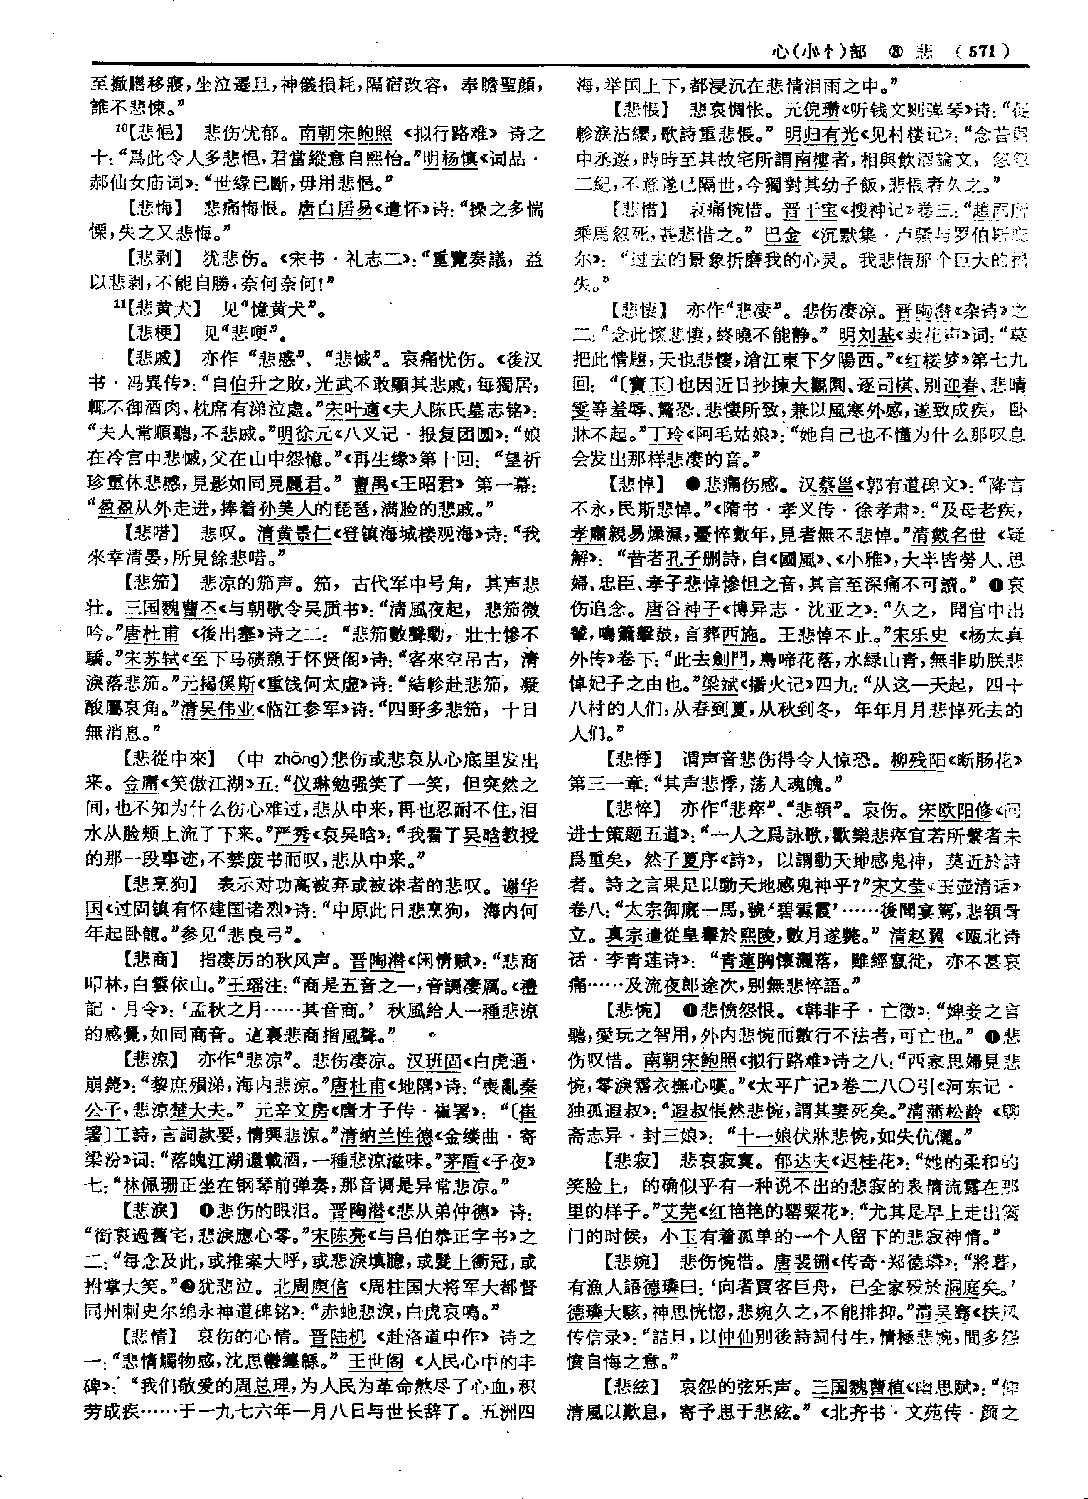 心(小忄)部 ⑧ 悲 (571)
至撤膳移寢，坐泣遷旦，神儀損耗，隔宿改容，奉瞻聖顔，
誰不悲悚。”
10【悲悒】 悲伤忧郁。南朝宋鲍照《拟行路难》诗之
十：“爲此令人多悲悒，君當縱意自熙怡。”明杨慎《词品·
郝仙女庙词》：“世缘已斷，毋用悲悒。”
【悲悔】 悲痛悔恨。唐白居易《遣怀》诗：“操之多惴
慄，失之又悲悔。”
【悲剥】 犹悲伤。《宋书·礼志二》：“重覽奏議，益
以悲剥，不能自勝，奈何奈何！”
11【悲黄犬】 见“憶黄犬”。
【悲梗】 见“悲哽”。
【悲戚】 亦作“悲慼”、“悲慽”。哀痛忧伤。《後汉
书·冯異传》：“自伯升之敗，光武不敢顯其悲戚，每獨居，
輒不御酒肉，枕席有涕泣處。”宋叶適《夫人陈氏墓志铭》：
“夫人常順聽，不悲戚。”明徐元《八义记·报复团圆》：“娘
在冷宫中悲慽，父在山中怨憶。”《再生缘》第十回：“望祈
珍重休悲慼，見影如同見麗君。”曹禺《王昭君》第一幕：
“盈盈从外走进，捧着孙美人的琵琶，满脸的悲戚。”
【悲唶】 悲叹。清黄景仁《登镇海城楼观海》诗：“我
來幸清晏，所見餘悲唶。”
【悲笳】 悲凉的笳声。笳，古代军中号角，其声悲
壮。三国魏曹丕《与朝歌令吴质书》：“清風夜起，悲笳微
吟。”唐杜甫《後出塞》诗之二：“悲笳數聲動，壮士惨不
驕。”宋苏轼《至下马碛憩于怀贤阁》诗：“客來空吊古，清
淚落悲笳。”元揭傒斯《重饯何太虚》诗：“結軫赴悲笳，凝
酸屬哀角。”清吴伟业《临江参军》诗：“四野多悲笳，十日
無消息。”
【悲從中來】 （中 zhōng）悲伤或悲哀从心底里发出
来。金庸《笑傲江湖》五：“仪琳勉强笑了一笑，但突然之
间，也不知为什么伤心难过，悲从中来，再也忍耐不住，泪
水从脸颊上流了下来。”严秀《哀吴晗》：“我看了吴晗教授
的那一段事迹，不禁废书而叹，悲从中来。”
【悲烹狗】 表示对功高被弃或被诛者的悲叹。谢华
国《过固镇有怀建国诸烈》诗：“中原此日悲烹狗，海内何
年起卧龍。”参见“悲良弓”。
【悲商】 指凄厉的秋风声。晋陶潜《闲情赋》：“悲商
叩林，白雲依山。”王瑶注：“商是五音之一，音調凄厲。《禮
記·月令》：‘孟秋之月……其音商。’秋風給人一種悲凉
的感覺，如同商音。這裏悲商指風聲。”
【悲凉】 亦作“悲涼”。悲伤凄凉。汉班固《白虎通·
崩薨》：“黎庶殞涕，海内悲涼。”唐杜甫《地隅》诗：“喪亂秦
公子，悲凉楚大夫。”元辛文房《唐才子传·崔署》：“〔崔
署〕工詩，言詞款要，情興悲凉。”清纳兰性德《金缕曲·寄
梁汾》词：“落魄江湖還載酒，一種悲涼滋味。”茅盾《子夜》
七：“林佩珊正坐在钢琴前弹奏，那音调是异常悲凉。”
【悲淚】 ❶悲伤的眼泪。晋陶潜《悲从弟仲德》诗：
“銜哀過舊宅，悲淚應心零。”宋陈亮《与吕伯恭正字书》之
二：“每念及此，或推案大呼，或悲淚填臆，或髮上衝冠，或
拊掌大笑。”❷犹悲泣。北周庾信《周柱国大将军大都督
同州刺史尔绵永神道碑铭》：“赤虵悲淚，白虎哀鳴。”
【悲情】 哀伤的心情。晋陆机《赴洛道中作》诗之
一：“悲情觸物感，沈思鬱纏緜。”王世阁《人民心中的丰
碑》：“我们敬爱的周总理，为人民为革命熬尽了心血，积
劳成疾……于一九七六年一月八日与世长辞了。五洲四
海，举国上下，都浸沉在悲情泪雨之中。”
【悲悵】 悲哀惆怅。元倪瓒《听钱文则弹琴》诗：“
軫淚沾纓，歌詩重悲悵。”明归有光《见村楼记》：“念昔與
中丞遊，時時至其故宅所謂南樓者，相與飲酒論文，忽忽
二紀，不意遂已隔世，今獨對其幼子飯，悲悵者久之。”
【悲惜】 哀痛惋惜。晋干宝《搜神记》卷三：“趙固所
乘馬忽死，甚悲惜之。”巴金《沉默集·卢骚与罗伯斯庇
尔》：“过去的景象折磨我的心灵。我悲惜那个巨大的损
失。”
【悲悽】 亦作“悲凄”。悲伤凄凉。晋陶潜《杂诗》之
二：“念此懷悲悽，終曉不能静。”明刘基《卖花声》词：“莫
把此情題，天也悲悽，滄江東下夕陽西。”《红楼梦》第七九
回：“〔寶玉〕也因近日抄揀大觀園、逐司棋、别迎春、悲晴
雯等羞辱、驚恐、悲悽所致，兼以風寒外感，遂致成疾，卧
牀不起。”丁玲《阿毛姑娘》：“她自己也不懂为什么那叹息
会发出那样悲凄的音。”
【悲悼】 ❶悲痛伤感。汉蔡邕《郭有道碑文》：“降言
不永，民斯悲悼。”《隋书·孝义传·徐孝肃》：“及母老疾，
孝肅親易燥濕，憂悴數年，見者無不悲悼。”清戴名世《疑
解》：“昔者孔子删詩，自《國風》、《小雅》，大半皆勞人、思
婦、忠臣、孝子悲悼惨怛之音，其言至深痛不可讀。”❷哀
伤追念。唐谷神子《博异志·沈亚之》：“久之，聞宫中出
輦，鳴簫擊鼓，言葬西施。王悲悼不止。”宋乐史《杨太真
外传》卷下：“此去劍門，鳥啼花落，水緑山青，無非助朕悲
悼妃子之由也。”梁斌《播火记》四九：“从这一天起，四十
八村的人们，从春到夏，从秋到冬，年年月月悲悼死去的
人们。”
【悲悸】 谓声音悲伤得令人惊恐。柳残阳《断肠花》
第三一章：“其声悲悸，荡人魂魄。”
【悲悴】 亦作“悲瘁”、“悲顇”。哀伤。宋欧阳修《问
进士策题五道》：“一人之爲詠歌，歡樂悲瘁宜若所繫者未
爲重矣，然子夏序《詩》，以謂動天地感鬼神，莫近於詩
者。詩之言果足以動天地感鬼神乎？”宋文莹《玉壶清话》
卷八：“太宗御廐一馬，號‘碧雲霞’……後聞宴駕，悲顇骨
立。真宗遣從皇輿於熙陵，數月遂斃。”清赵翼《瓯北诗
话·李青莲诗》：“青蓮胸懷灑落，雖經竄徙，亦不甚哀
痛……及流夜郎途次，别無悲悴語。”
【悲惋】 ❶悲愤怨恨。《韩非子·亡徵》：“婢妾之言
聽，愛玩之智用，外内悲惋而數行不法者，可亡也。”❷悲
伤叹惜。南朝宋鲍照《拟行路难》诗之八：“西家思婦見悲
惋，零淚霑衣撫心嘆。”《太平广记》卷二八〇引《河东记·
独孤遐叔》：“遐叔悵然悲惋，謂其妻死矣。”清蒲松龄《聊
斋志异·封三娘》：“十一娘伏牀悲惋，如失伉儷。”
【悲寂】 悲哀寂寞。郁达夫《迟桂花》：“她的柔和的
笑脸上，的确似乎有一种说不出的悲寂的表情流露在那
里的样子。”艾芜《红艳艳的罂粟花》：“尤其是早上走出篱
门的时候，小玉有着孤单的一个人留下的悲寂神情。”
【悲婉】 悲伤惋惜。唐裴铏《传奇·郑德璘》：“將暮，
有漁人語德璘曰：‘向者賈客巨舟，已全家殁於洞庭矣。’
德璘大駭，神思恍惚，悲婉久之，不能排抑。”清吴骞《扶风
传信录》：“詰旦，以仲仙别後詩詞付生，情極悲婉，間多怨
憤自悔之意。”
【悲絃】 哀怨的弦乐声。三国魏曹植《幽思赋》：“仰
清風以歎息，寄予思于悲絃。”《北齐书·文苑传·颜之